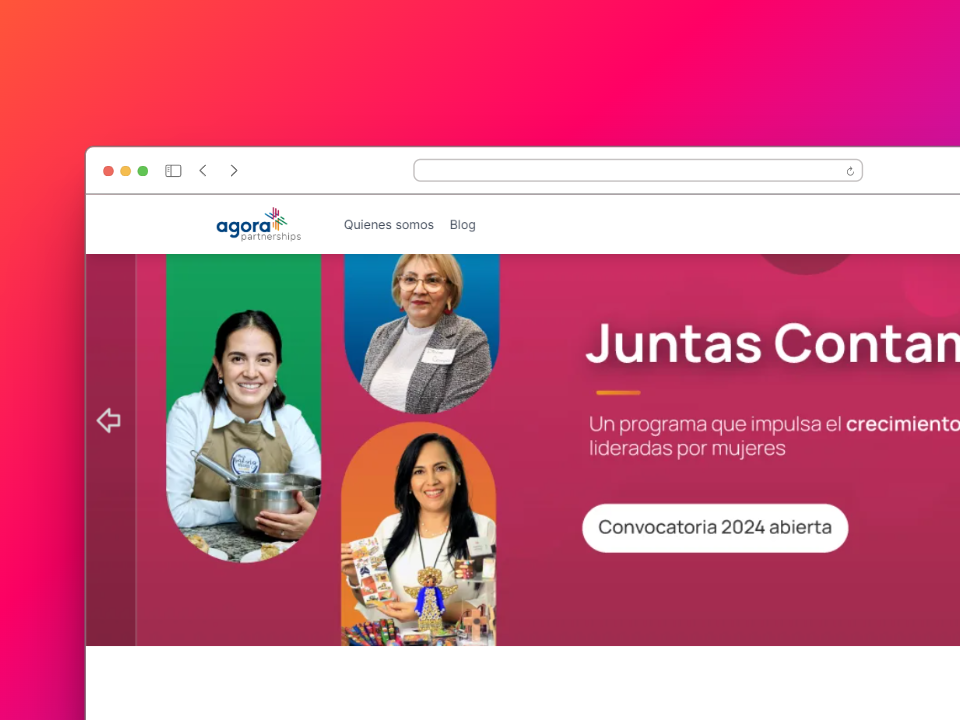 agora
partnerships
Quienes somos
Blog
Juntas Contam
Un programa que impulsa el crecimiento
lideradas por mujeres
Convocatoria 2024 abierta